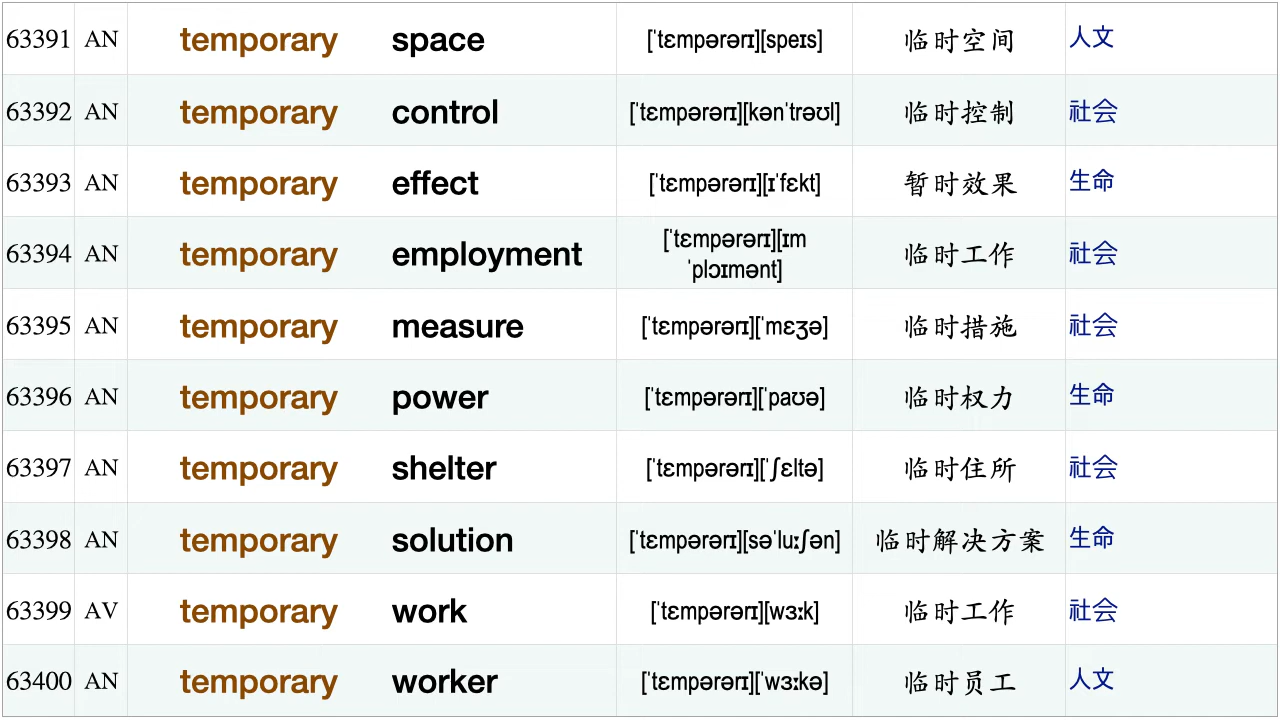 63391 AN temporary space [ˈtɛmpərərɪ][speɪs] 临时空间 人文
63392 AN temporary control [ˈtɛmpərərɪ][kənˈtrəʊl] 临时控制 社会
63393 AN temporary effect [ˈtɛmpərərɪ][ɪˈfɛkt] 暂时效果 生命
63394 AN temporary employment [ˈtɛmpərərɪ][ɪm
ˈplɔɪmənt] 临时工作 社会
63395 AN temporary measure [ˈtɛmpərərɪ][ˈmɛʒə] 临时措施 社会
63396 AN temporary power [ˈtɛmpərərɪ][ˈpaʊə] 临时权力 生命
63397 AN temporary shelter [ˈtɛmpərərɪ][ˈʃɛltə] 临时住所 社会
63398 AN temporary solution [ˈtɛmpərərɪ][səˈluːʃən] 临时解决方案 生命
63399 AV temporary work [ˈtɛmpərərɪ][wɜːk] 临时工作 社会
63400 AN temporary worker [ˈtɛmpərərɪ][ˈwɜːkə] 临时员工 人文